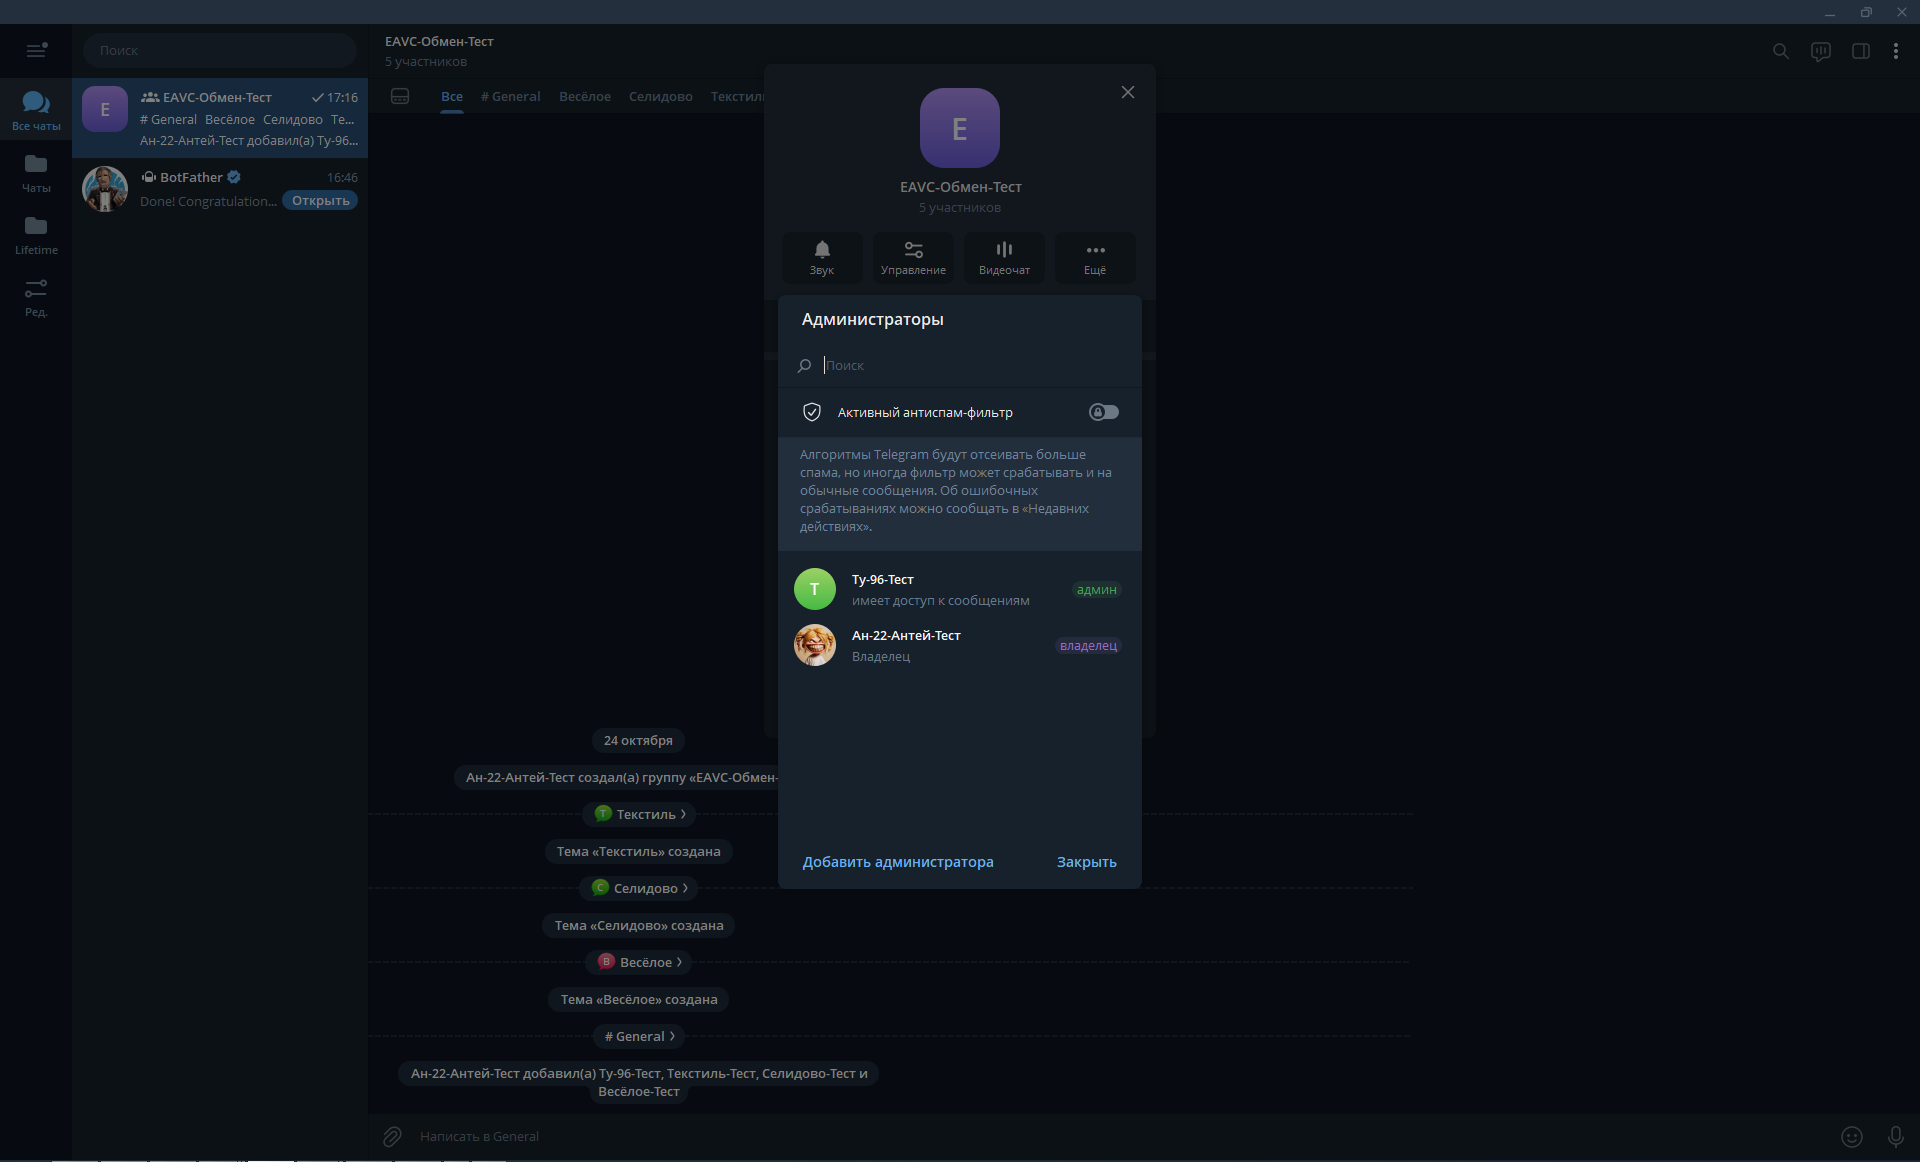 Поиск
Все чаты
Чаты
Lifetime
Ред.
E
EAVC-Обмен-Тест
17:16
# General Весёлое Селидово Те...
Ан-22-Антей-Тест добавил(а) Ту-96...
BotFather
16:46
Done! Congratulation...
Открыть
EAVC-Обмен-Тест
5 участников
Все
# General
Весёлое
Селидово
E
EAVC-Обмен-Тест
5 участников
Звук
Управление
Видеочат
Ещё
Администраторы
Поиск
Активный антиспам-фильтр
Алгоритмы Telegram будут отсеивать больше
спама, но иногда фильтр может срабатывать и на
обычные сообщения. Об ошибочных
срабатываниях можно сообщать в «Недавних
действиях».
Т
Ту-96-Тест
админ
имеет доступ к сообщениям
Ан-22-Антей-Тест
владелец
Владелец
Добавить администратора
Закрыть
24 октября
Ан-22-Антей-Тест создал(а) группу «EAVC-Обмен-
Т Текстиль
Тема «Текстиль» создана
С Селидово
Тема «Селидово» создана
В Весёлое
Тема «Весёлое» создана
# General
Ан-22-Антей-Тест добавил(а) Ту-96-Тест, Текстиль-Тест, Селидово-Тест и
Весёлое-Тест
Написать в General